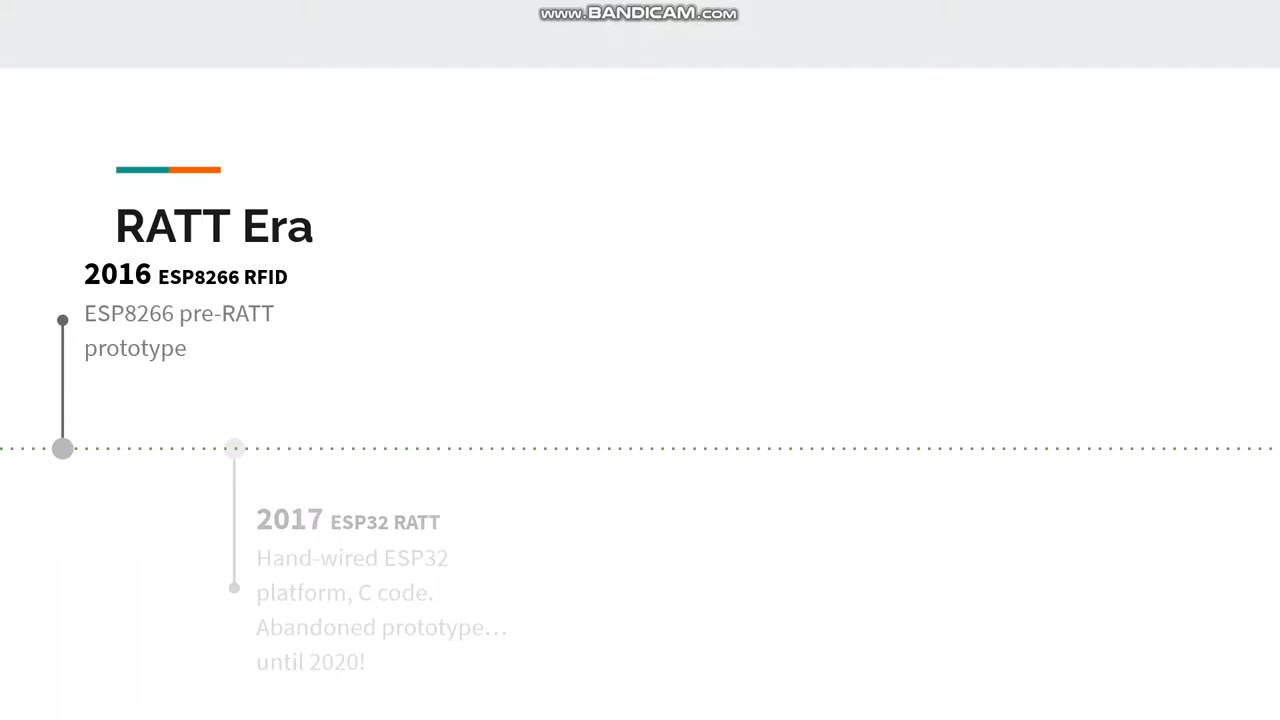 www.BANDICAM.com
RATT Era
2016 ESP8266 RFID
ESP8266 pre-RATT
prototype
2017 ESP32 RATT
Hand-wired ESP32
platform, C code.
Abandoned prototype…
until 2020!